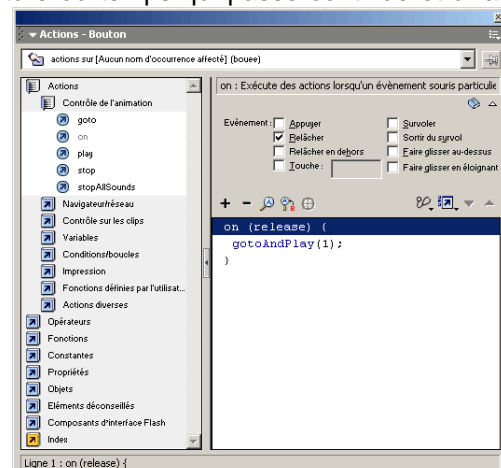 Actions - Bouton
actions sur [Aucun nom d'occurrence affecté] (bouee)
Actions
Contrôle de l'animation
goto
on
play
stop
stopAllSounds
Navigateur/réseau
Contrôle sur les clips
Variables
Conditions/boucles
Impression
Fonctions définies par l'utilisat...
Actions diverses
Opérateurs
Fonctions
Constantes
Propriétés
Objets
Eléments déconseillés
Composants d'interface Flash
Index
on : Exécute des actions lorsqu'un évènement souris particulie
Evènement :
Appuyer
Survoler
Relâcher
Sortir du survol
Relâcher en dehors
Faire glisser au-dessus
Touche :
Faire glisser en éloignant
on (release) {
gotoAndPlay(1);
}
Ligne 1 : on (release) {